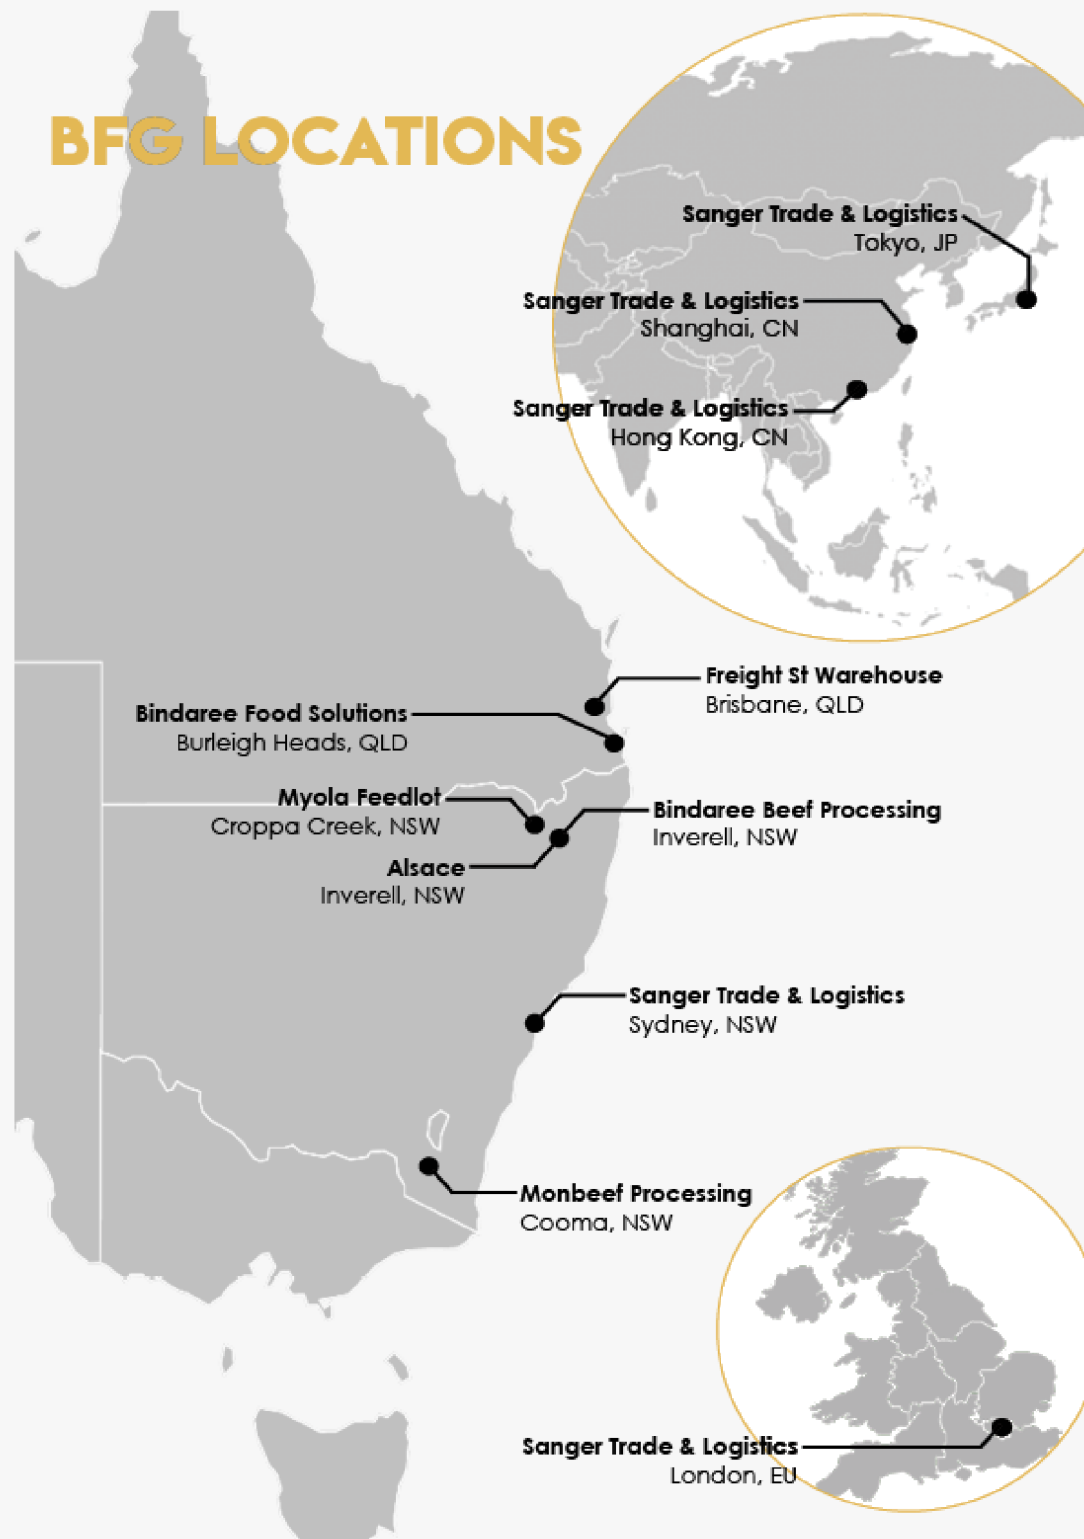 BFG LOCATIONS
Sanger Trade & Logistics
Tokyo, JP
Sanger Trade & Logistics
Shanghai, CN
Sanger Trade & Logistics
Hong Kong, CN
Freight St Warehouse
Brisbane, QLD
Bindaree Food Solutions
Burleigh Heads, QLD
Myola Feedlot
Croppa Creek, NSW
Bindaree Beef Processing
Inverell, NSW
Alsace
Inverell, NSW
Sanger Trade & Logistics
Sydney, NSW
Monbeef Processing
Cooma, NSW
Sanger Trade & Logistics
London, EU